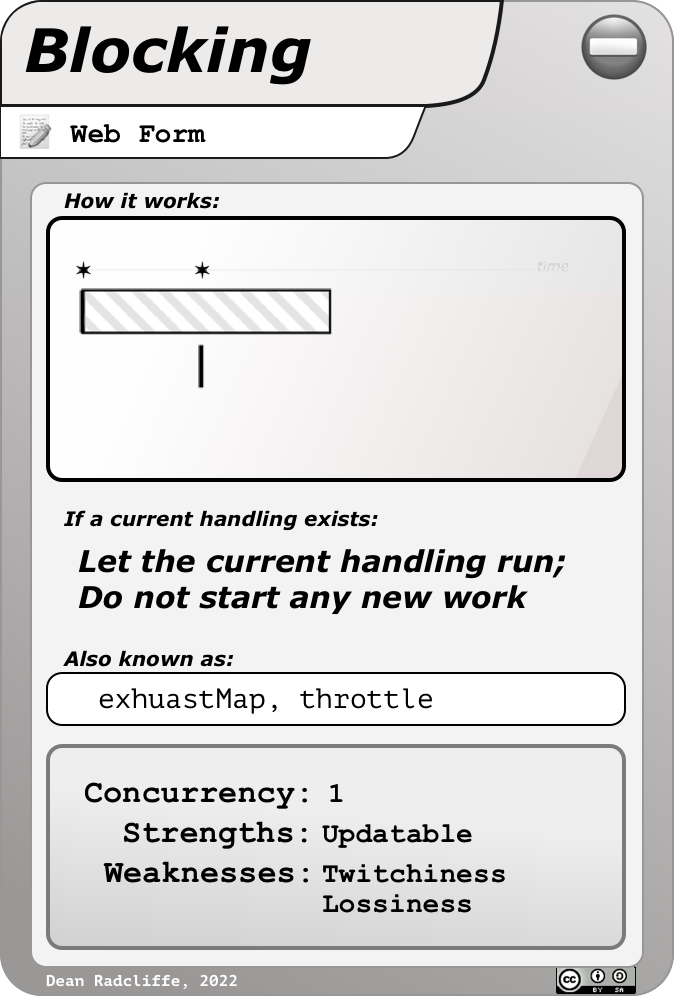 Blocking
Web Form
How it works:
time
If a current handling exists:
Let the current handling run;
Do not start any new work
Also known as:
exhuastMap, throttle
Concurrency: 1
Strengths: Updatable
Weaknesses: Twitchiness
Lossiness
Dean Radcliffe, 2022
cc
BY SA